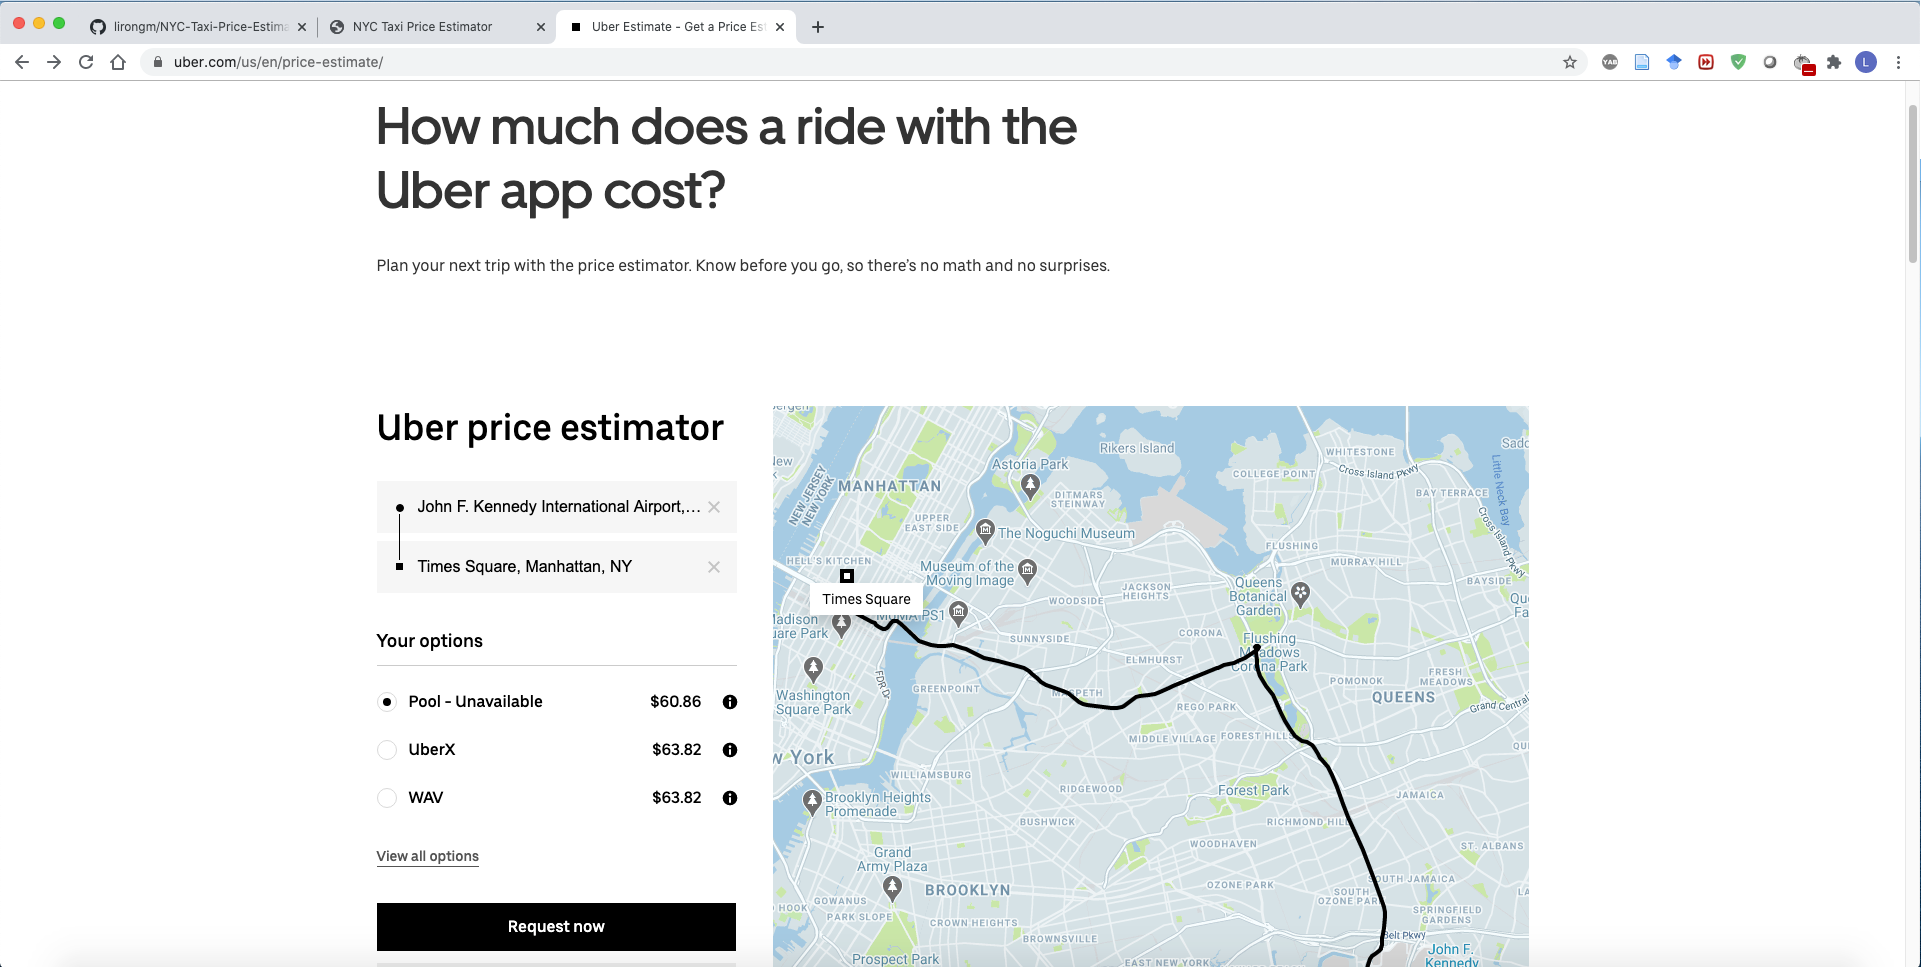 lirongm/NYC-Taxi-Price-Estima
NYC Taxi Price Estimator
Uber Estimate - Get a Price Est
uber.com/us/en/price-estimate/
YAB
L
How much does a ride with the
Uber app cost?
Plan your next trip with the price estimator. Know before you go, so there's no math and no surprises.
Uber price estimator
John F. Kennedy International Airport,...
Times Square, Manhattan, NY
Your options
Pool - Unavailable $60.86
UberX $63.82
WAV $63.82
View all options
Request now
Rikers Island
WHITESTONE
Cross Island Pkwy
Little Neck Bay
Astoria Park
COLLEGE POINT
MANHATTAN
DITMARS
STEINWAY
BAY TERRACE
NEW JERSEY
NEW YORK
UPPER
EAST SIDE
The Noguchi Museum
Cross Island Pkwy
FLUSHING
HELL'S KITCHEN
Museum of the
Moving Image
MURRAY HILL
JACKSON
HEIGHTS
Queens
Botanical
Garden
BAYSIDE
Times Square
WOODSIDE
PS1
SUNNYSIDE
CORONA
Flushing
Meadows
Corona Park
ELMHURST
FRESH
MEADOWS
POMONOK
QUEENS
FDR Dr
GREENPOINT
MASPETH
Washington
Square Park
REGO PARK
Grand Central
MIDDLE VILLAGE
FOREST HILLS
w York
WILLIAMSBURG
RIDGEWOOD
Forest Park
JAMAICA
Brooklyn Heights
Promenade
BUSHWICK
RICHMOND HILL
WOODHAVEN
ST. ALBANS
Grand
Army Plaza
BROOKLYN
OZONE PARK
SOUTH JAMAICA
SOUTH
OZONE PARK
HOOK
GOWANUS
PARK SLOPE
CROWN HEIGHTS
SPRINGFIELD
GARDENS
BROWNSVILLE
Belt Pkwy
John F.
Kennedy
Prospect Park
EAST NEW YORK